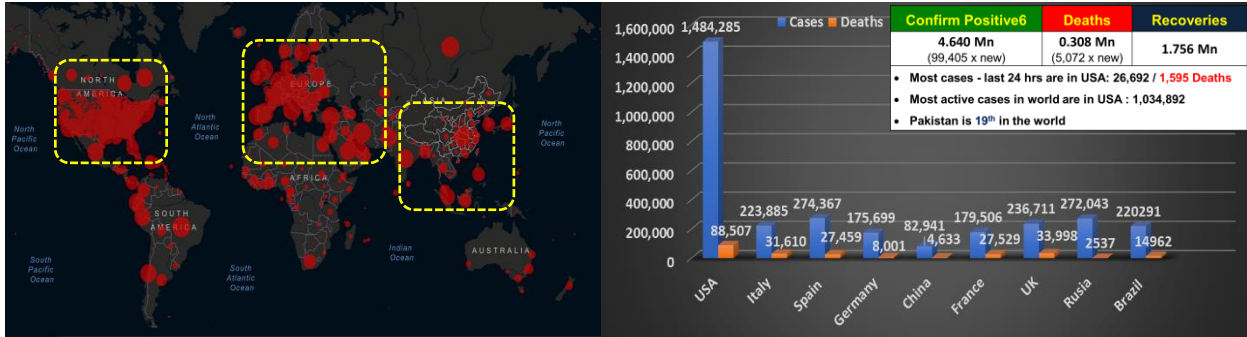 NORTH
AMERICA
EUROPE
ASIA
AFRICA
SOUTH
AMERICA
AUSTRALIA
North
Pacific
Ocean
North
Atlantic
Ocean
North
Pacific
Ocean
South
Pacific
Ocean
South
Atlantic
Ocean
Indian
Ocean
Cases Deaths
1,600,000
1,400,000
1,200,000
1,000,000
800,000
600,000
400,000
200,000
0
1,484,285
88,507
223,885
31,610
274,367
27,459
175,699
8,001
82,941
4,633
179,506
27,529
236,711
33,998
272,043
2537
220291
14962
USA
Italy
Spain
Germany
China
France
UK
Rusia
Brazil
Confirm Positive6 Deaths Recoveries
4.640 Mn 0.308 Mn 1.756 Mn
(99,405 x new) (5,072 x new)
• Most cases - last 24 hrs are in USA: 26,692 / 1,595 Deaths
• Most active cases in world are in USA : 1,034,892
• Pakistan is 19th in the world